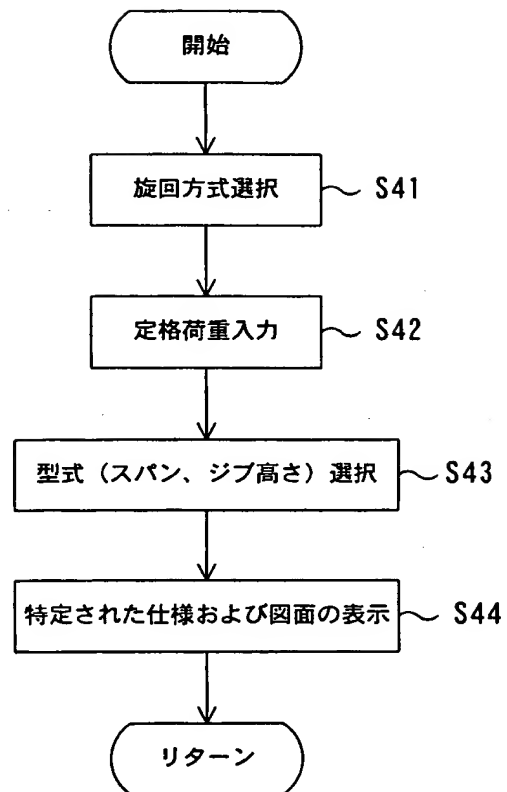 開始
旋回方式選択 S41
定格荷重入力 S42
型式（スパン、ジブ高さ）選択 S43
特定された仕様および図面の表示 S44
リターン